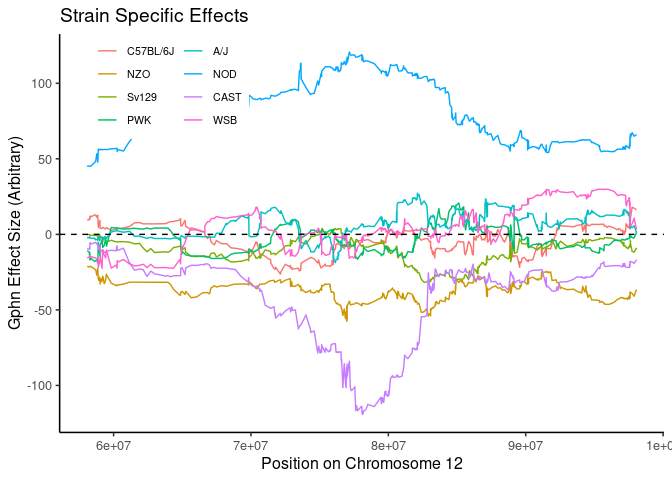 Strain Specific Effects
C57BL/6J A/J
NZO NOD
Sv129 CAST
PWK WSB
Gphn Effect Size (Arbitrary)
100
50
0
-50
-100
6e+07 7e+07 8e+07 9e+07
Position on Chromosome 12